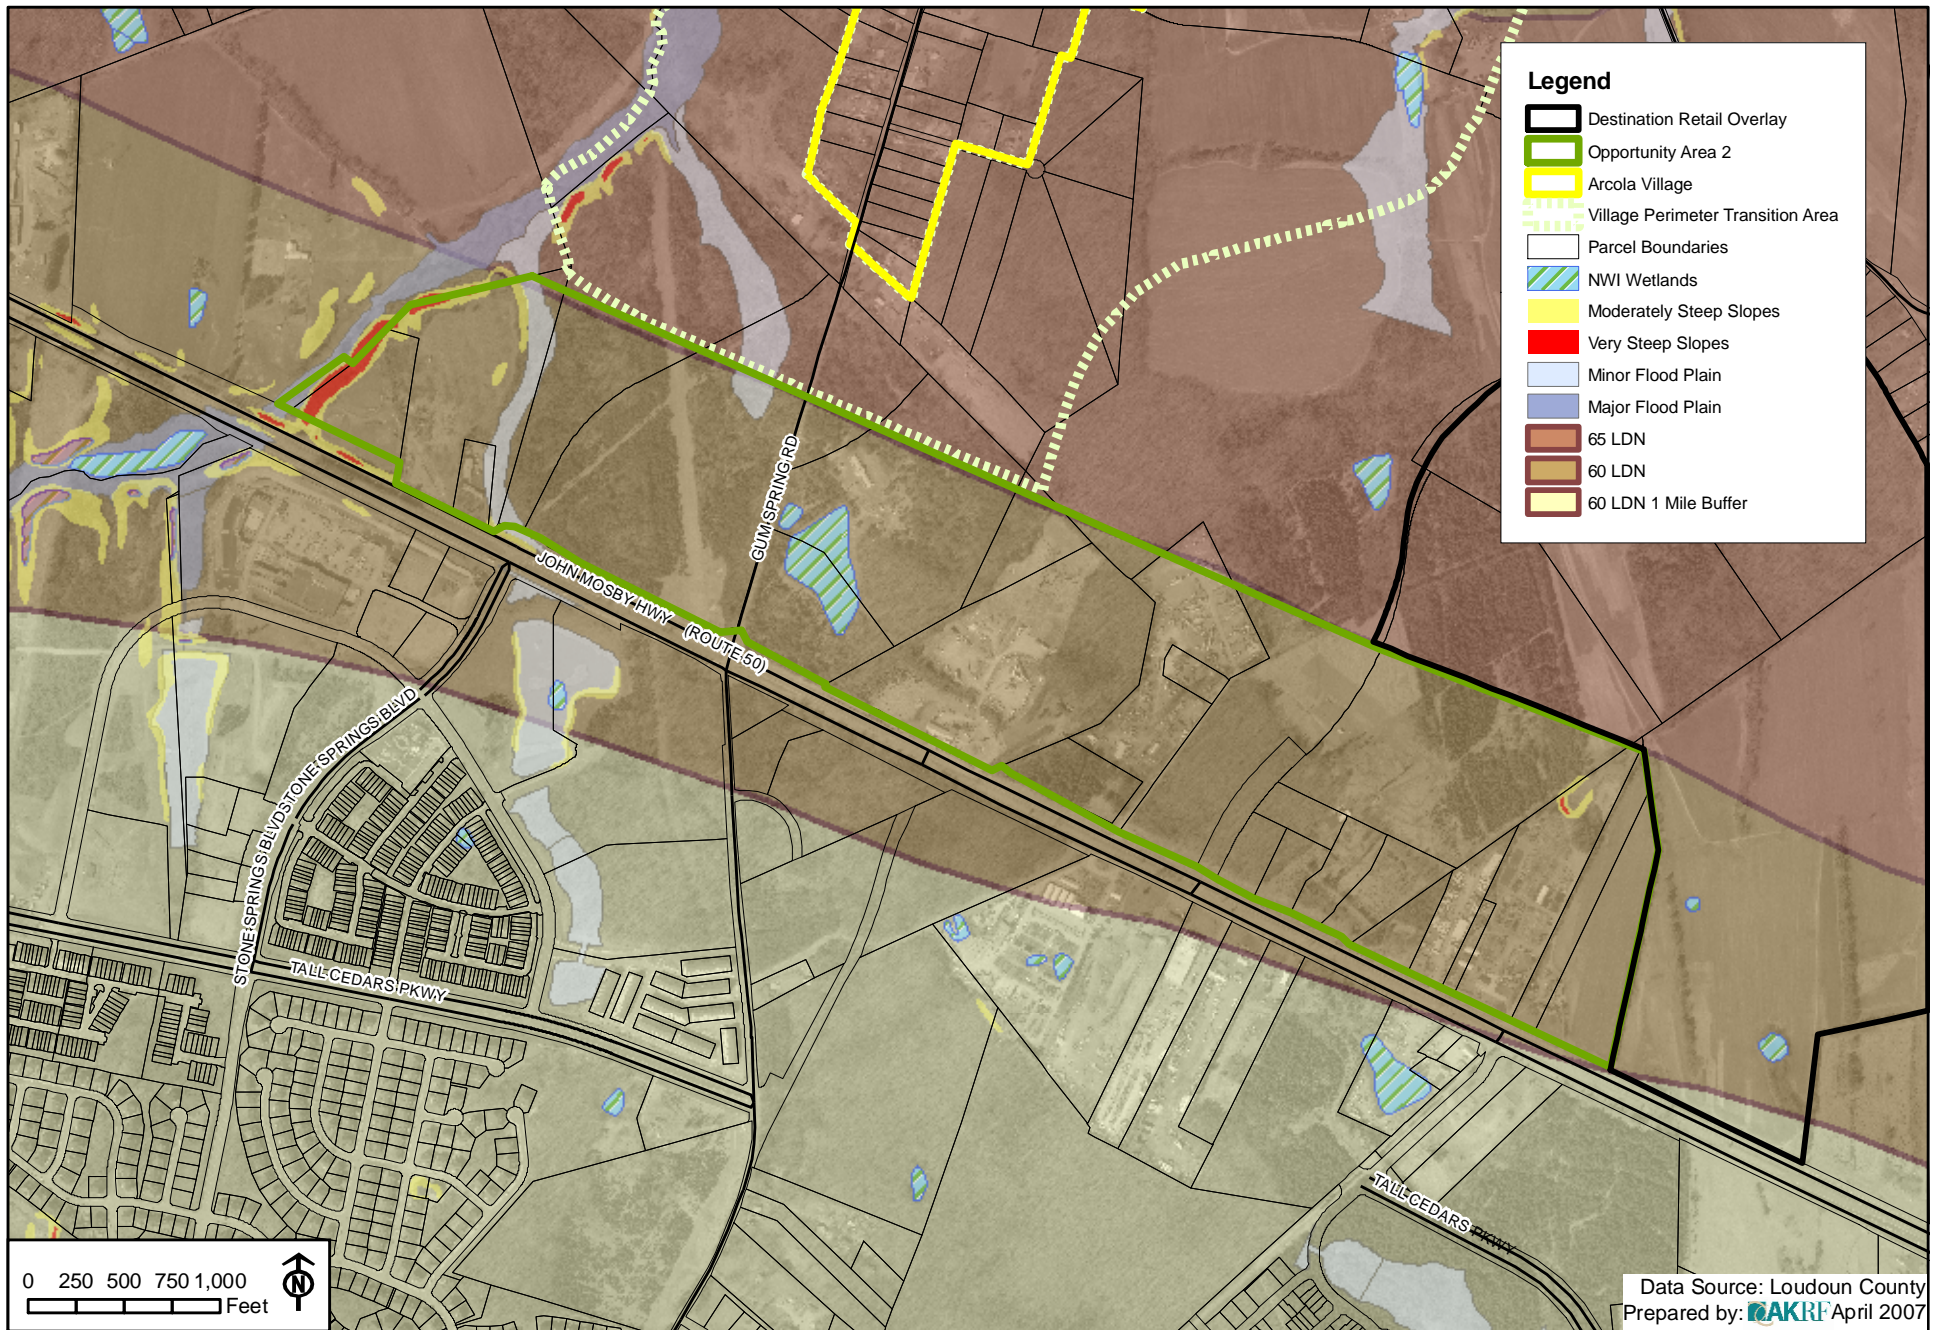 Legend
Destination Retail Overlay
Opportunity Area 2
Arcola Village
Village Perimeter Transition Area
Parcel Boundaries
NWI Wetlands
Moderately Steep Slopes
Very Steep Slopes
Minor Flood Plain
Major Flood Plain
65 LDN
60 LDN
60 LDN 1 Mile Buffer
GUM SPRING RD
JOHN MOSBY HWY (ROUTE 50)
STONE SPRINGS BLVD
STONE SPRINGS BLVD
TALL CEDARS PKWY
TALL CEDARS PKWY
0 250 500 750 1,000
Feet
N
Data Source: Loudoun County
Prepared by: AKRF April 2007